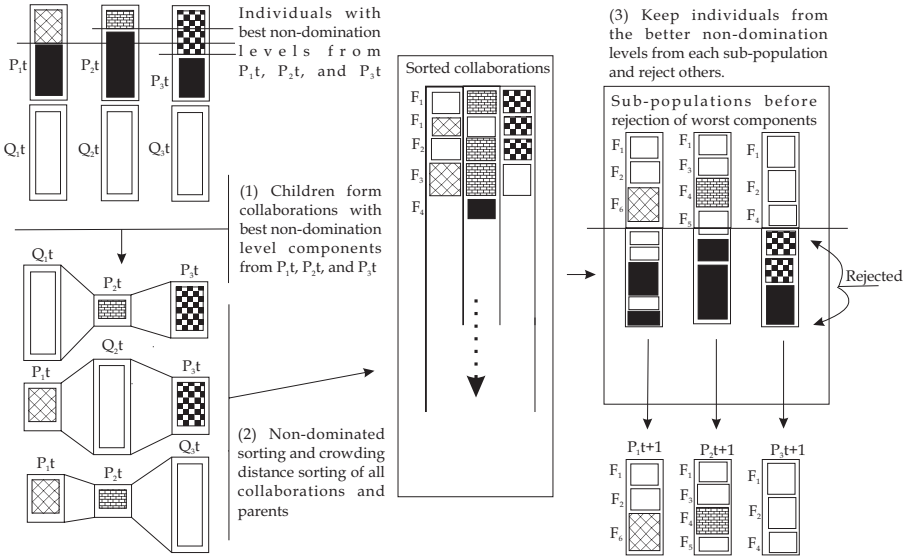 Individuals with
best non-domination
levels from
P₁t, P₂t, and P₃t
P₁t
P₂t
P₃t
Q₁t
Q₂t
Q₃t
(1) Children form
collaborations with
best non-domination
level components
from P₁t, P₂t, and P₃t
Q₁t
P₂t
P₃t
P₁t
Q₂t
P₃t
P₁t
P₂t
Q₃t
(2) Non-dominated
sorting and crowding
distance sorting of all
collaborations and
parents
Sorted collaborations
F₁
F₁
F₂
F₃
F₄
(3) Keep individuals from
the better non-domination
levels from each sub-population
and reject others.
Sub-populations before
rejection of worst components
F₁
F₂
F₆
F₁
F₃
F₄
F₅
F₁
F₂
F₄
Rejected
P₁t+1
P₂t+1
P₃t+1
F₁
F₂
F₆
F₁
F₃
F₄
F₅
F₁
F₂
F₄